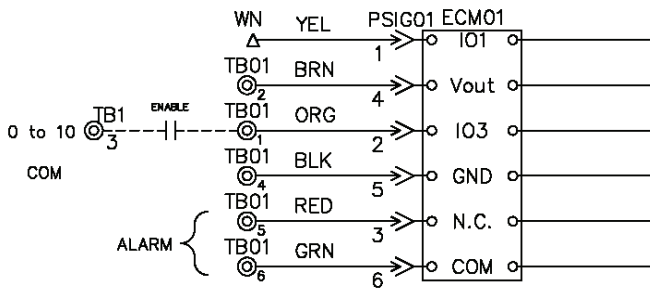 WN YEL PSIG01 ECM01
1 IO1
TB01 BRN
2 4 Vout
TB1 ENABLE TB01 ORG
0 to 10 3 1 2 IO3
COM TB01 BLK
4 5 GND
TB01 RED
5 3 N.C.
ALARM TB01 GRN
6 6 COM